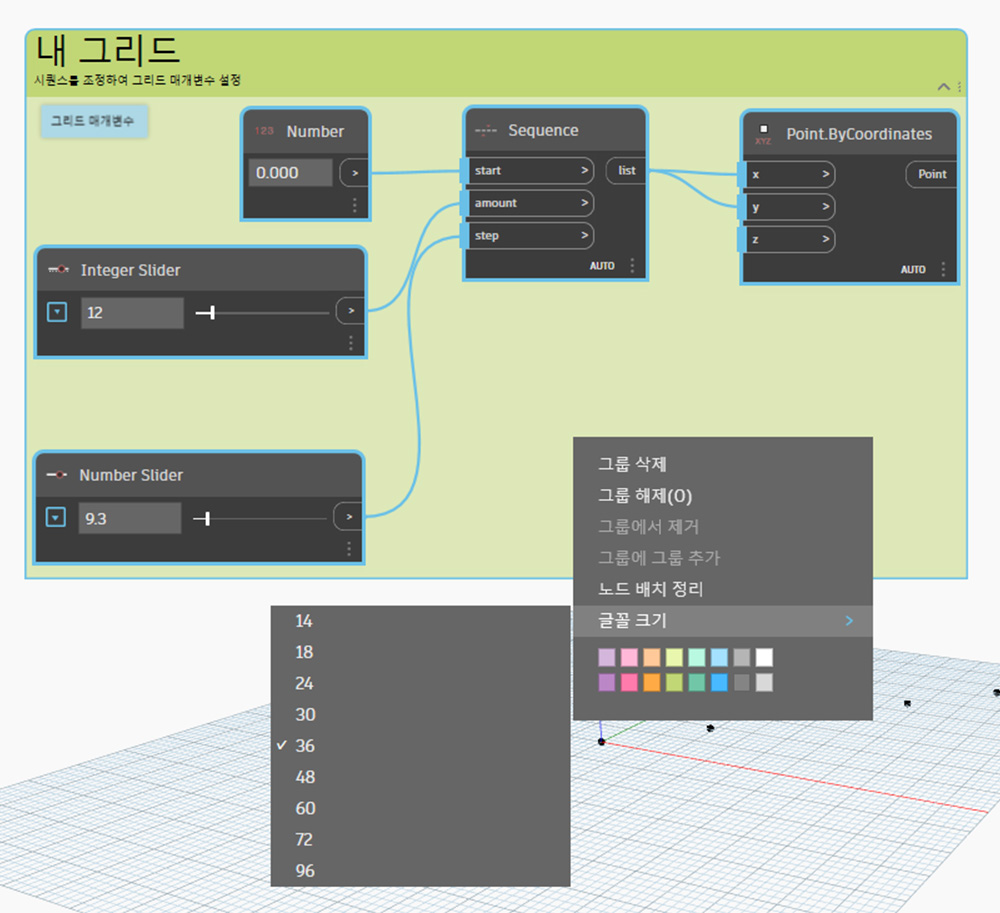 내 그리드
시퀀스를 조정하여 그리드 매개변수 설정
그리드 매개변수
123 Number
0.000 >
Sequence
start > list
amount >
step >
AUTO
XYZ Point.ByCoordinates
x > Point
y >
z >
AUTO
Integer Slider
12 >
Number Slider
9.3 >
그룹 삭제
그룹 해제(O)
그룹에서 제거
그룹에 그룹 추가
노드 배치 정리
글꼴 크기 >
14
18
24
30
✓ 36
48
60
72
96